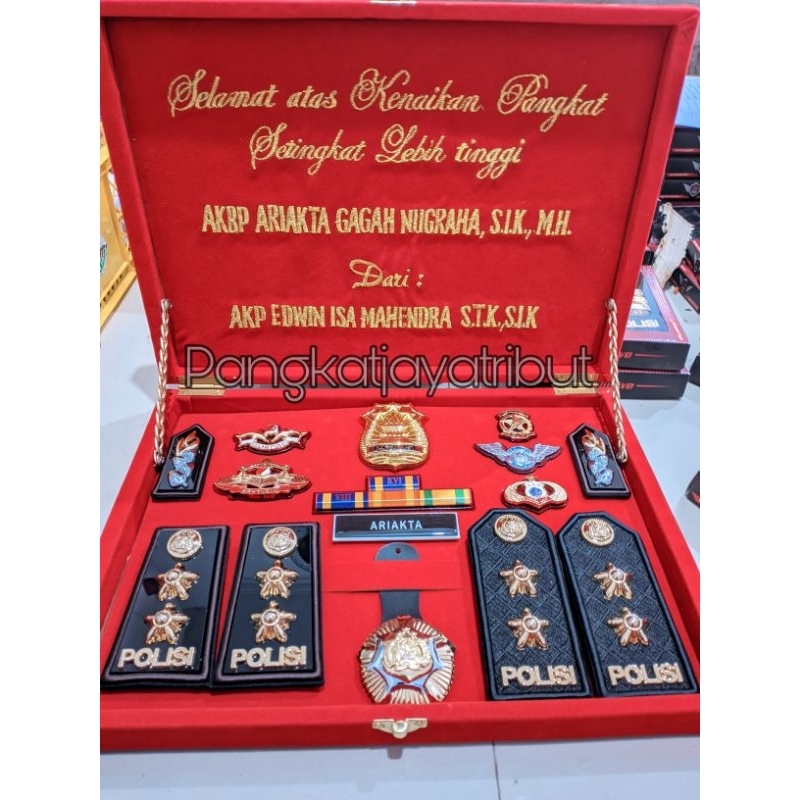 Selamat atas Kenaikan Pangkat
Setingkat Lebih tinggi
AKBP ARIAKTA GAGAH NUGRAHA, S.I.K., M.H.
Dari :
AKP EDWIN ISA MAHENDRA S.T.K.,S.I.K
Pangkatjayatribut
XVI
VIII
ARIAKTA
POLISI
POLISI
POLISI
POLISI